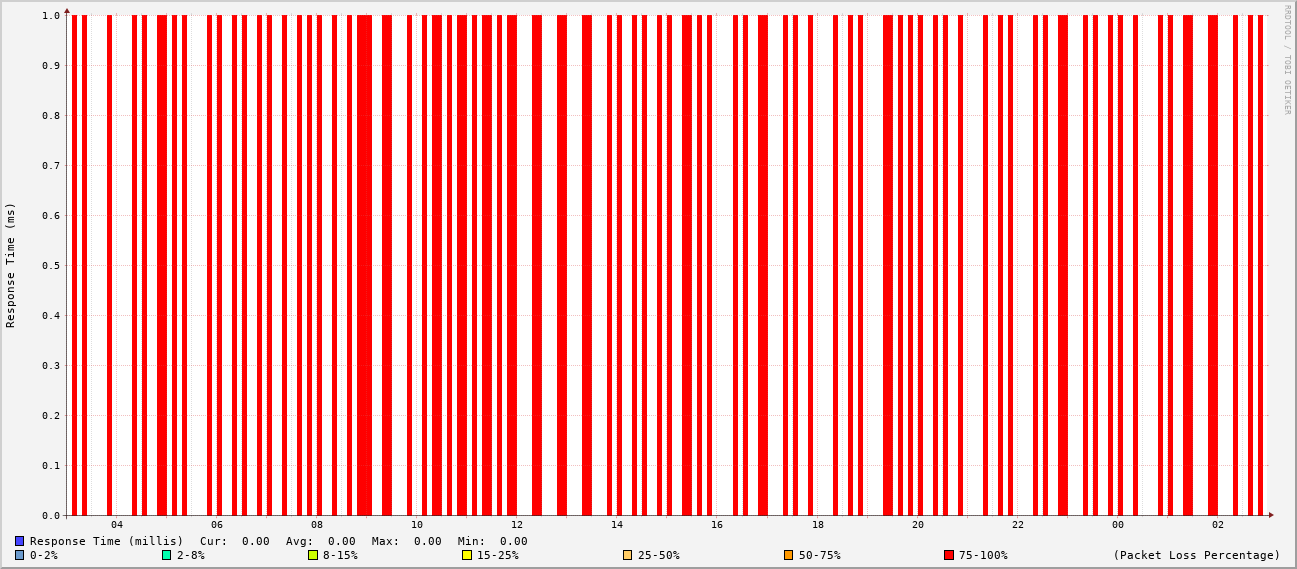 RRDTOOL / TOBI OETIKER
Response Time (ms)
1.0
0.9
0.8
0.7
0.6
0.5
0.4
0.3
0.2
0.1
0.0
04 06 08 10 12 14 16 18 20 22 00 02
Response Time (millis) Cur: 0.00 Avg: 0.00 Max: 0.00 Min: 0.00
0-2% 2-8% 8-15% 15-25% 25-50% 50-75% 75-100% (Packet Loss Percentage)